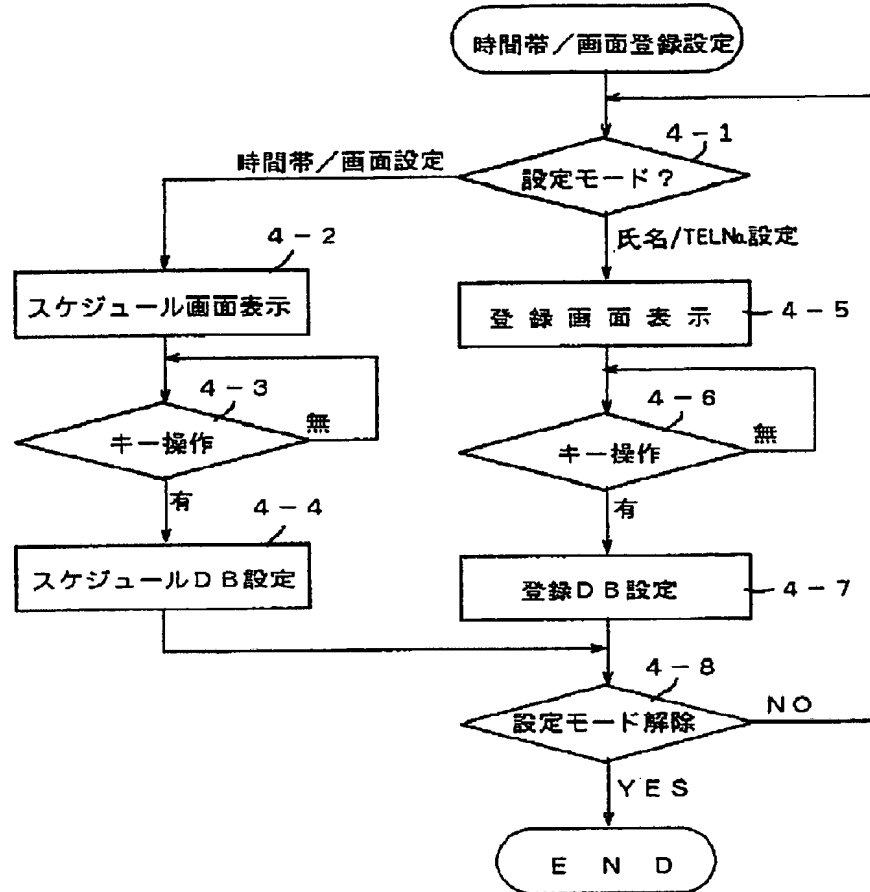 時間帯/画面登録設定
4-1
時間帯/画面設定
設定モード?
4-2
氏名/TEL№設定
スケジュール画面表示
登録画面表示
4-5
4-3
4-6
キー操作
無
キー操作
無
有
有
4-4
スケジュールDB設定
登録DB設定
4-7
4-8
設定モード解除
NO
YES
END